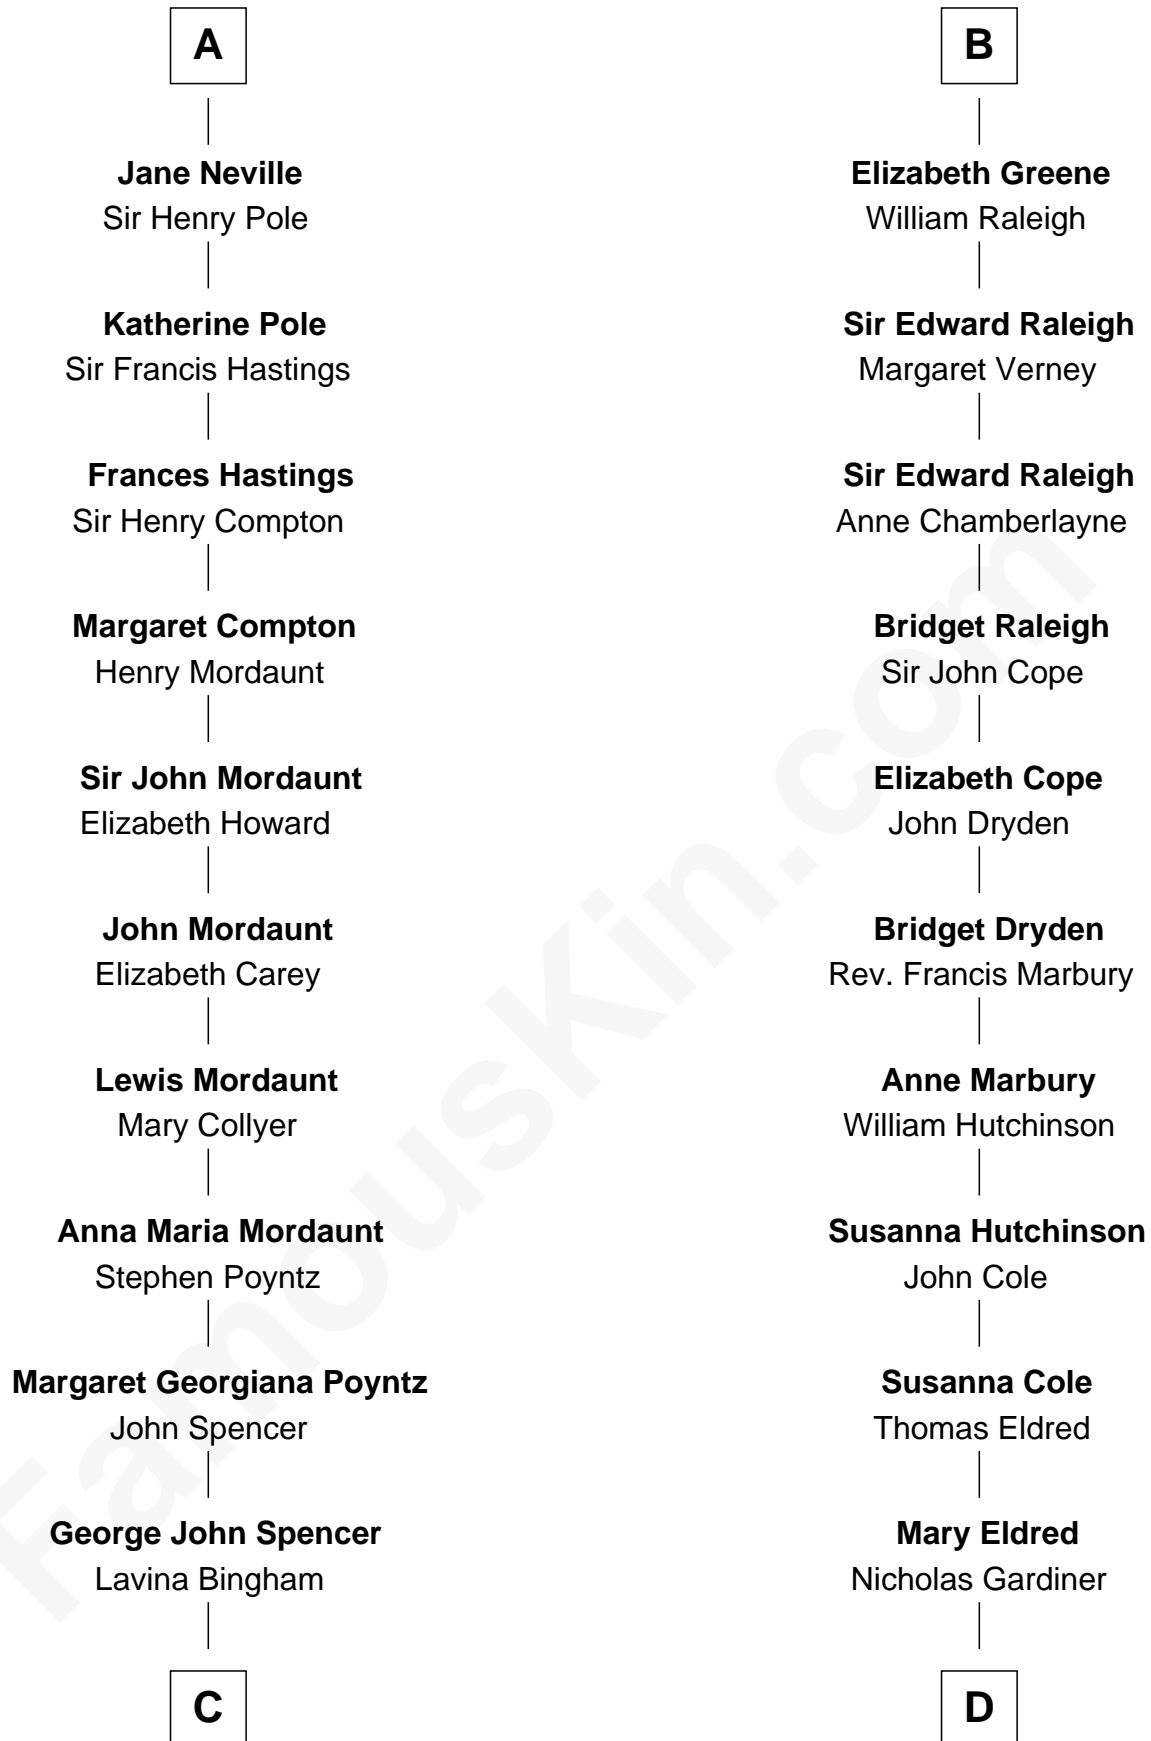 A
Jane Neville
Sir Henry Pole
Katherine Pole
Sir Francis Hastings
Frances Hastings
Sir Henry Compton
Margaret Compton
Henry Mordaunt
Sir John Mordaunt
Elizabeth Howard
John Mordaunt
Elizabeth Carey
Lewis Mordaunt
Mary Collyer
Anna Maria Mordaunt
Stephen Poyntz
Margaret Georgiana Poyntz
John Spencer
George John Spencer
Lavina Bingham
C
B
Elizabeth Greene
William Raleigh
Sir Edward Raleigh
Margaret Verney
Sir Edward Raleigh
Anne Chamberlayne
Bridget Raleigh
Sir John Cope
Elizabeth Cope
John Dryden
Bridget Dryden
Rev. Francis Marbury
Anne Marbury
William Hutchinson
Susanna Hutchinson
John Cole
Susanna Cole
Thomas Eldred
Mary Eldred
Nicholas Gardiner
D
FamousKin.com